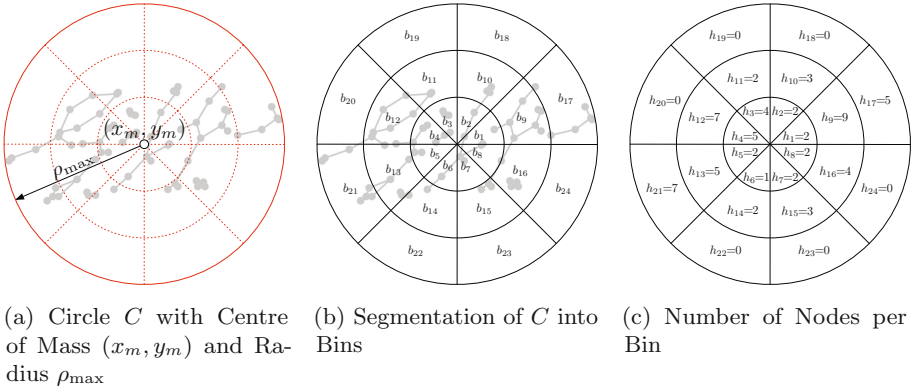 (x_m, y_m)
ρ_max
b_19 b_18
b_11 b_10
b_20 b_17
b_12 b_3 b_2 b_9
b_4 b_1
b_5 b_8
b_13 b_6 b_7 b_16
b_21 b_24
b_14 b_15
b_22 b_23
h_19=0 h_18=0
h_11=2 h_10=3
h_20=0 h_17=5
h_12=7 h_3=4 h_2=2 h_9=9
h_4=5 h_1=2
h_5=2 h_8=2
h_13=5 h_6=1 h_7=2 h_16=4
h_21=7 h_24=0
h_14=2 h_15=3
h_22=0 h_23=0
(a) Circle C with Centre
of Mass (x_m, y_m) and Ra-
dius ρ_max
(b) Segmentation of C into
Bins
(c) Number of Nodes per
Bin